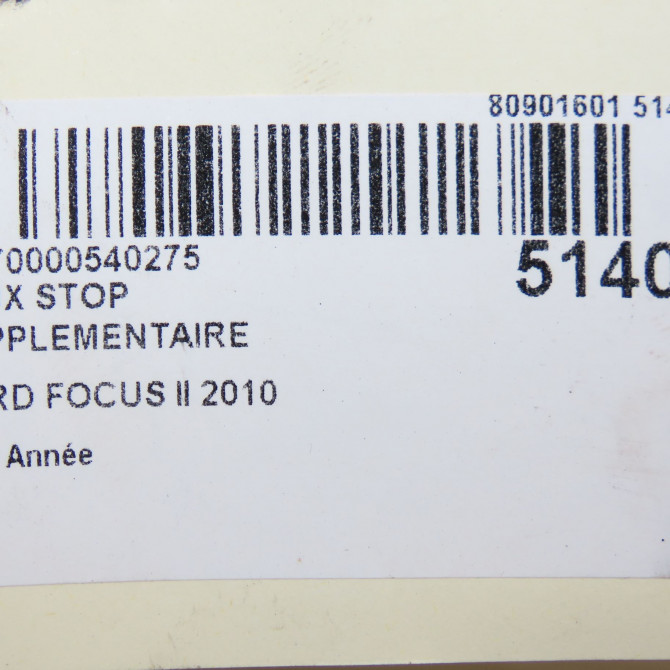 80901601 514
70000540275
5140
X STOP
PPLEMENTAIRE
RD FOCUS II 2010
Année